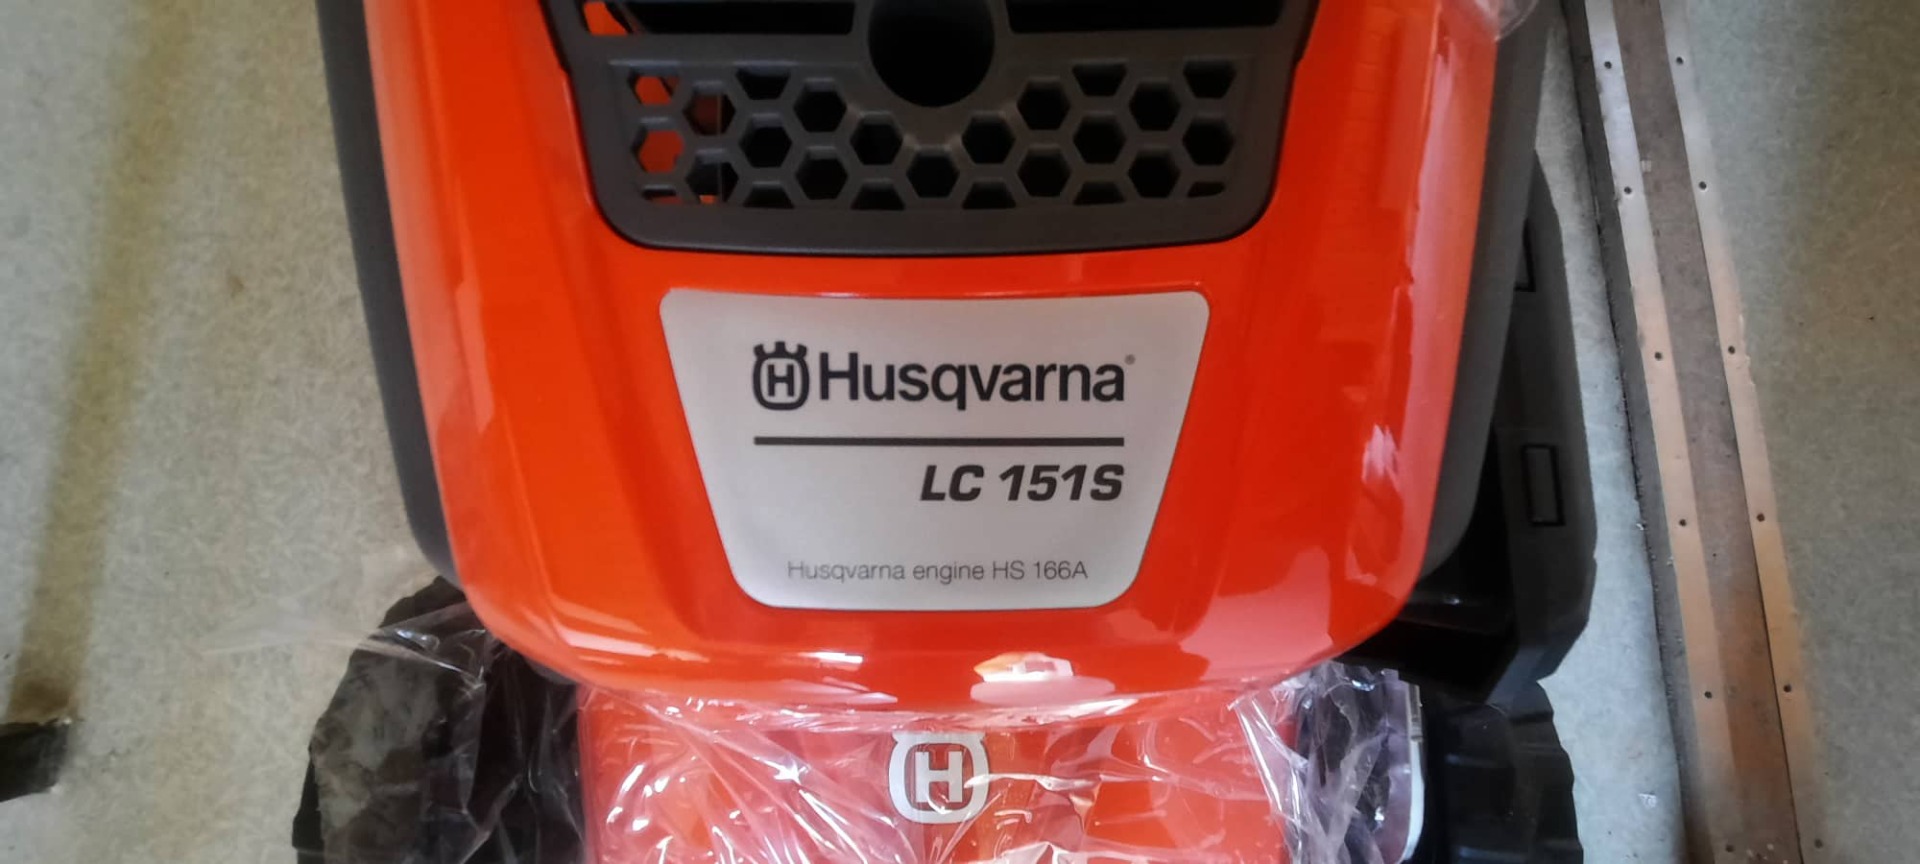 H Husqvarna®
LC 151S
Husqvarna engine HS 166A
H